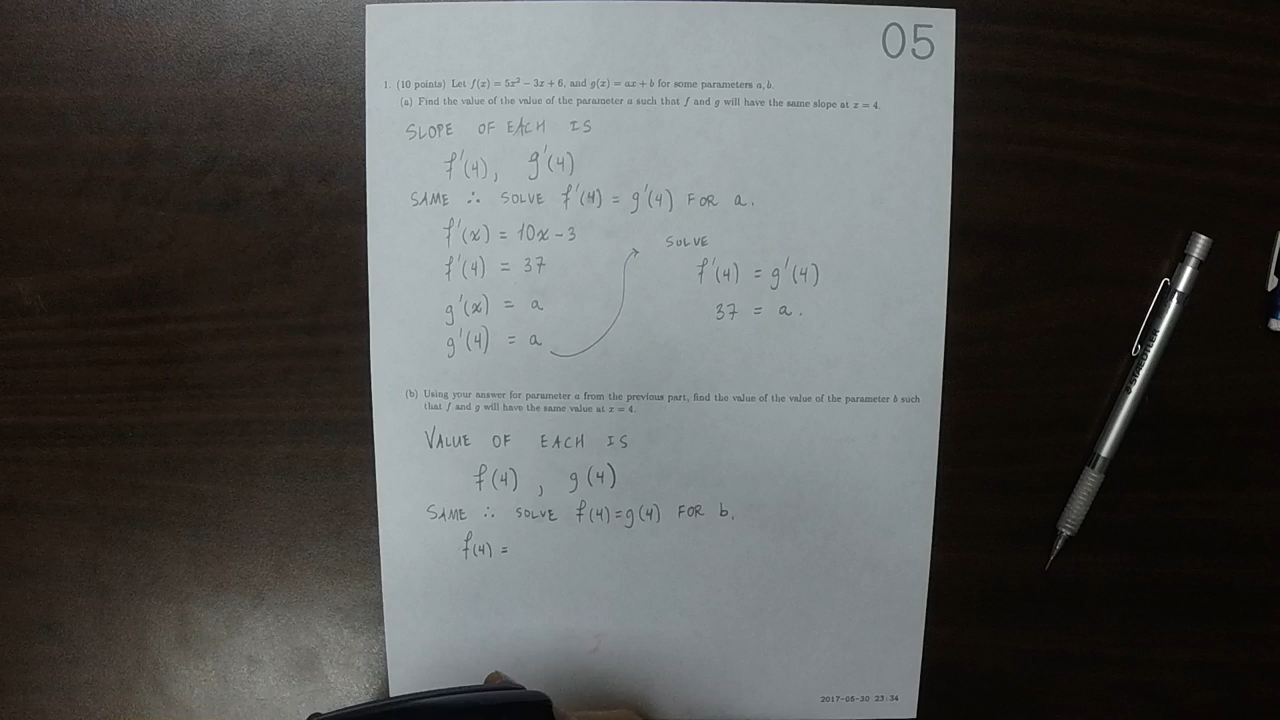 05
1. (10 points) Let f(x) = 5x² − 3x + 6, and g(x) = ax + b for some parameters a, b.
(a) Find the value of the value of the parameter a such that f and g will have the same slope at x = 4.
SLOPE OF EACH IS
f'(4), g'(4)
SAME ∴ SOLVE f'(4) = g'(4) FOR a.
f'(x) = 10x − 3
f'(4) = 37
g'(x) = a
g'(4) = a
SOLVE
f'(4) = g'(4)
37 = a.
(b) Using your answer for parameter a from the previous part, find the value of the value of the parameter b such
that f and g will have the same value at x = 4.
VALUE OF EACH IS
f(4), g(4)
SAME ∴ SOLVE f(4)=g(4) FOR b.
f(4) =
2017-05-30 23:34
STAEDTLER